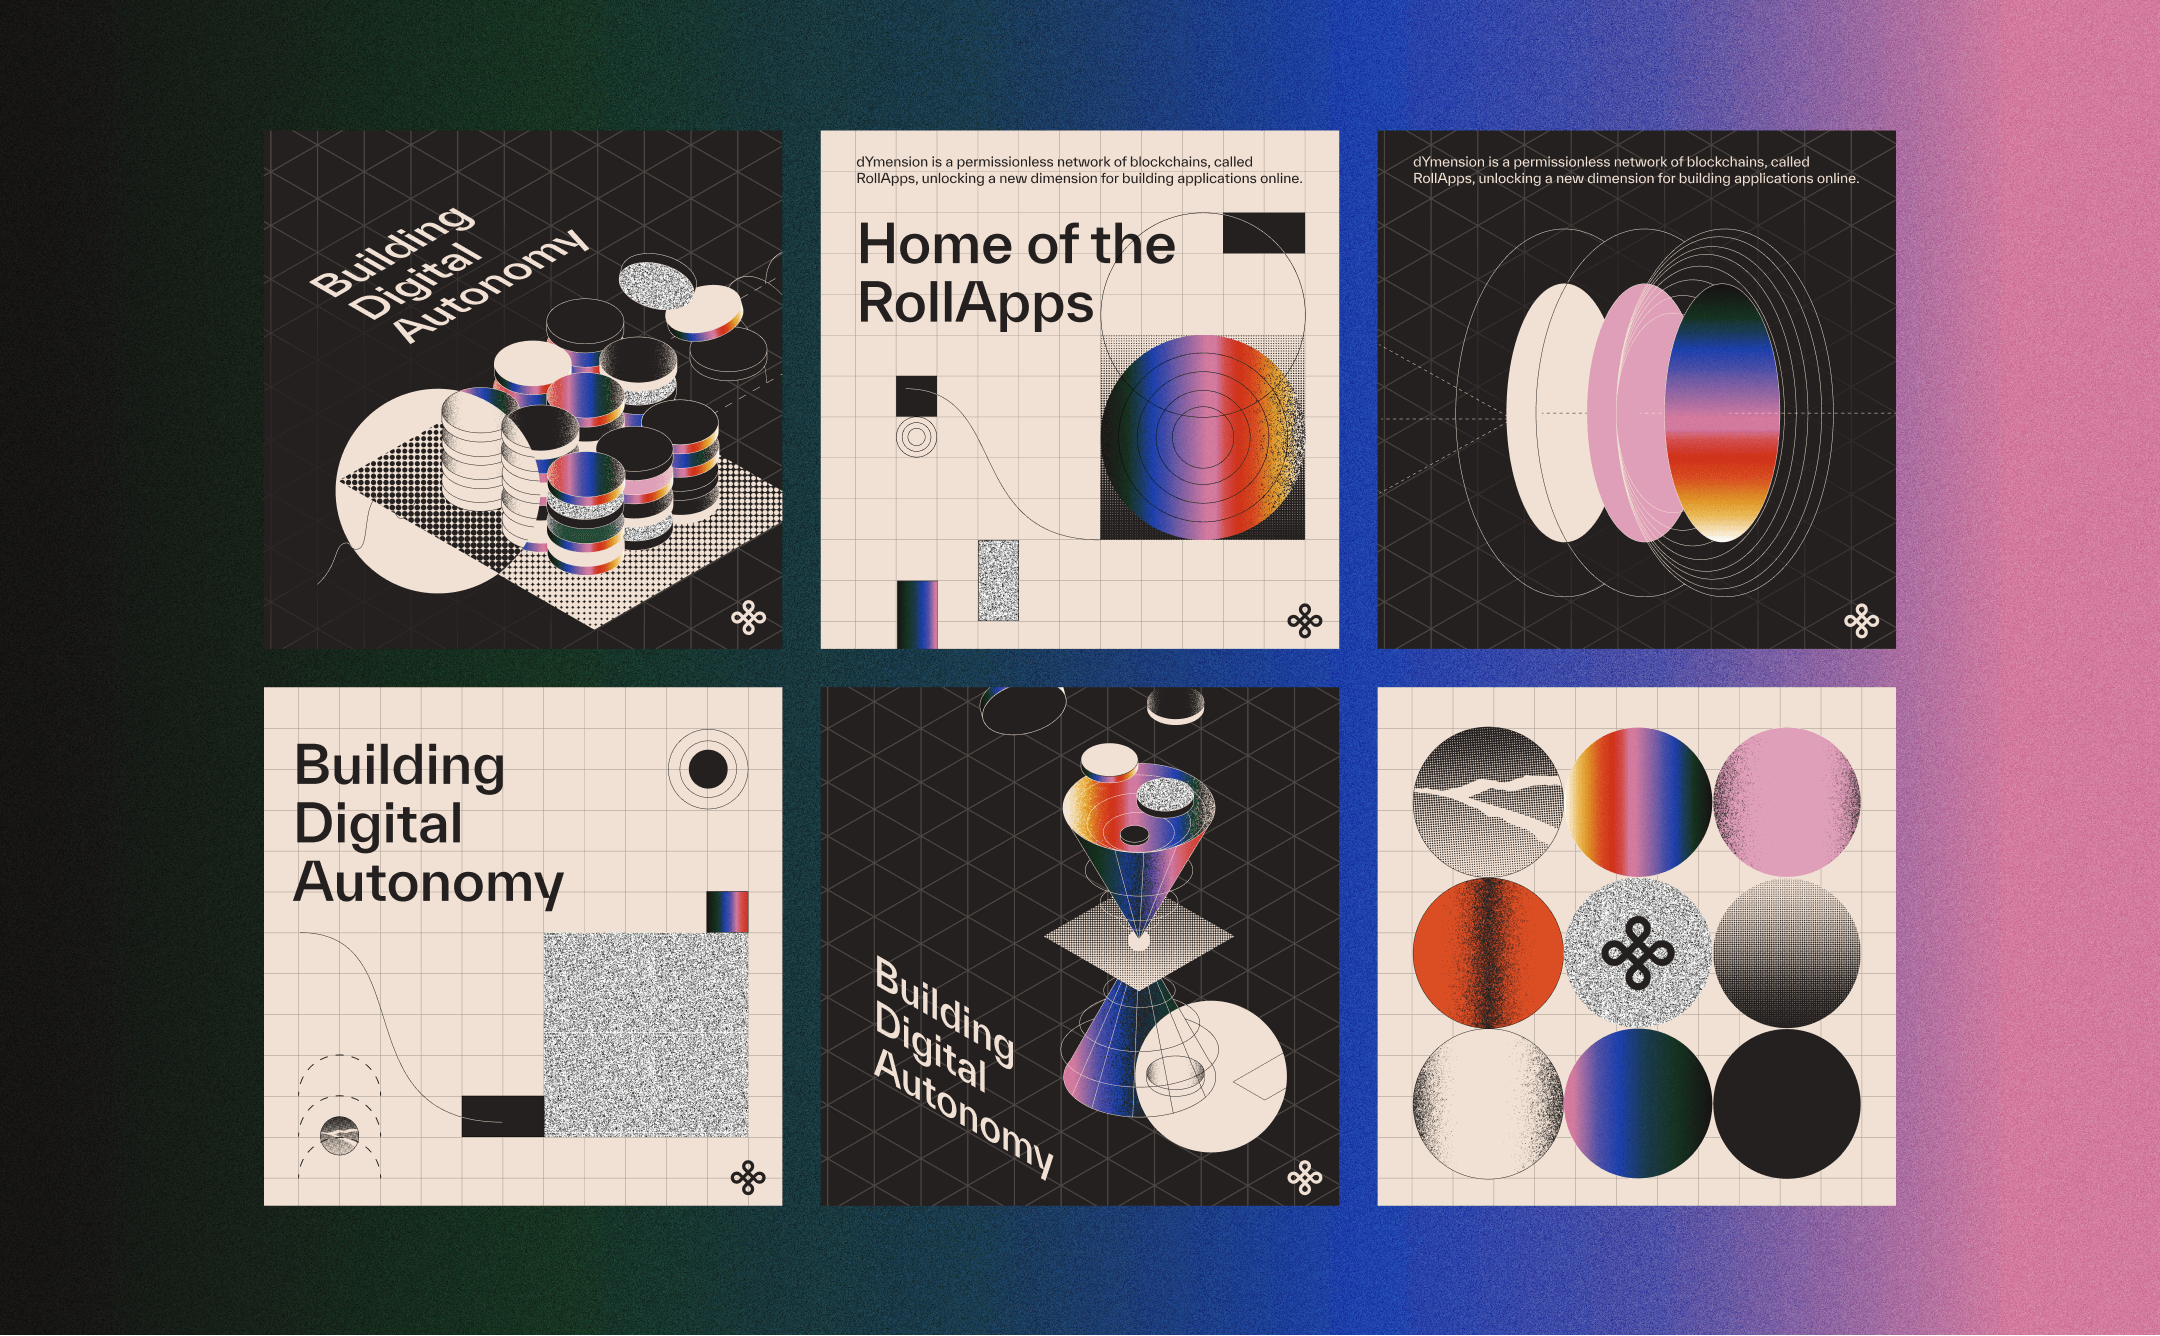 Building
Digital
Autonomy
dYmension is a permissionless network of blockchains, called
RollApps, unlocking a new dimension for building applications online.
Home of the
RollApps
dYmension is a permissionless network of blockchains, called
RollApps, unlocking a new dimension for building applications online.
Building
Digital
Autonomy
Building
Digital
Autonomy